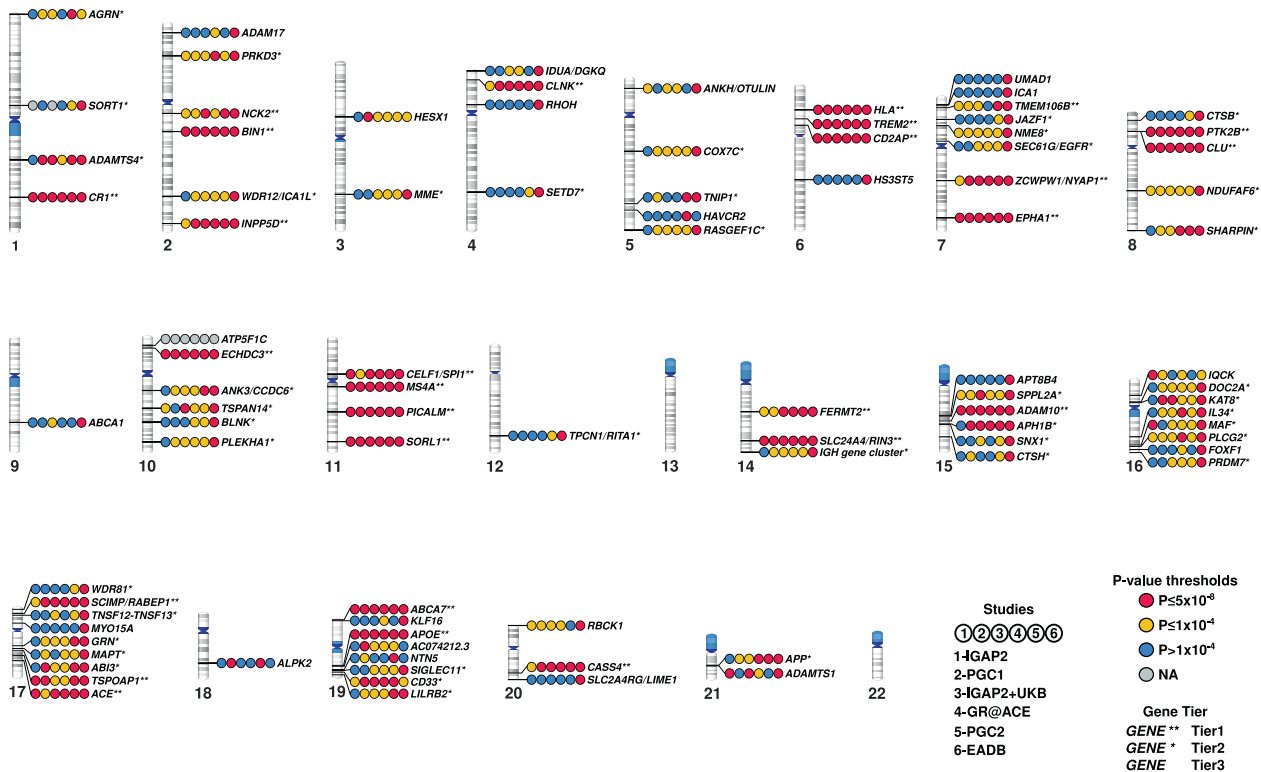 AGRN*
SORT1*
ADAMTS4*
CR1**
1
ADAM17
PRKD3*
NCK2**
BIN1**
WDR12/ICA1L*
INPP5D**
2
HESX1
MME*
3
IDUA/DGKQ
CLNK**
RHOH
SETD7*
4
ANKH/OTULIN
COX7C*
TNIP1*
HAVCR2
RASGEF1C*
5
HLA**
TREM2**
CD2AP**
HS3ST5
6
UMAD1
ICA1
TMEM106B**
JAZF1*
NME8*
SEC61G/EGFR*
ZCWPW1/NYAP1**
EPHA1**
7
CTSB*
PTK2B**
CLU**
NDUFAF6*
SHARPIN*
8
ABCA1
9
ATP5F1C
ECHDC3**
ANK3/CCDC6*
TSPAN14*
BLNK*
PLEKHA1*
10
CELF1/SPI1**
MS4A**
PICALM**
SORL1**
11
TPCN1/RITA1*
12
13
FERMT2**
SLC24A4/RIN3**
IGH gene cluster*
14
APT8B4
SPPL2A*
ADAM10**
APH1B*
SNX1*
CTSH*
15
IQCK
DOC2A*
KAT8*
IL34*
MAF*
PLCG2*
FOXF1
PRDM7*
16
WDR81*
SCIMP/RABEP1**
TNSF12-TNSF13*
MYO15A
GRN*
MAPT*
ABI3*
TSPOAP1**
ACE**
17
ALPK2
18
ABCA7**
KLF16
APOE**
AC074212.3
NTN5
SIGLEC11*
CD33*
LILRB2*
19
RBCK1
CASS4**
SLC2A4RG/LIME1
20
APP*
ADAMTS1
21
22
Studies
1 2 3 4 5 6
1-IGAP2
2-PGC1
3-IGAP2+UKB
4-GR@ACE
5-PGC2
6-EADB
P-value thresholds
P≤5x10⁻⁸
P≤1x10⁻⁴
P>1x10⁻⁴
NA
Gene Tier
GENE ** Tier1
GENE * Tier2
GENE Tier3